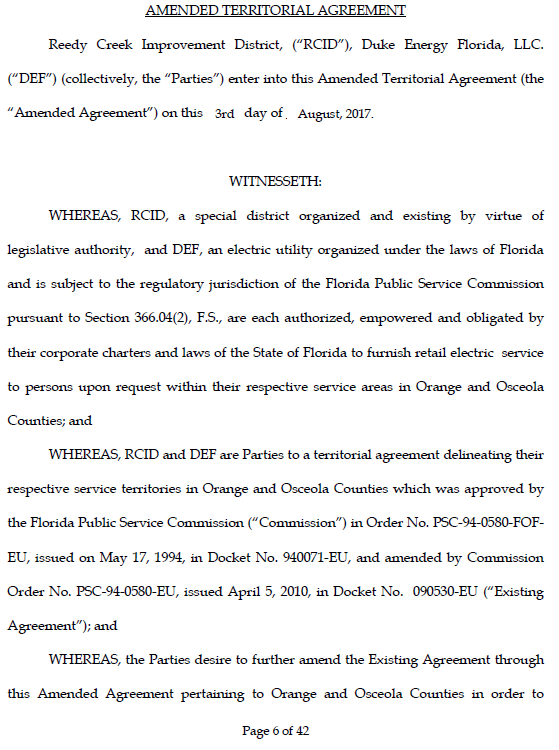 AMENDED TERRITORIAL AGREEMENT
Reedy Creek Improvement District, (“RCID”), Duke Energy Florida, LLC.
(“DEF”) (collectively, the “Parties”) enter into this Amended Territorial Agreement (the
“Amended Agreement”) on this 3rd day of . August, 2017.
WITNESSETH:
WHEREAS, RCID, a special district organized and existing by virtue of
legislative authority, and DEF, an electric utility organized under the laws of Florida
and is subject to the regulatory jurisdiction of the Florida Public Service Commission
pursuant to Section 366.04(2), F.S., are each authorized, empowered and obligated by
their corporate charters and laws of the State of Florida to furnish retail electric service
to persons upon request within their respective service areas in Orange and Osceola
Counties; and
WHEREAS, RCID and DEF are Parties to a territorial agreement delineating their
respective service territories in Orange and Osceola Counties which was approved by
the Florida Public Service Commission (“Commission”) in Order No. PSC-94-0580-FOF-
EU, issued on May 17, 1994, in Docket No. 940071-EU, and amended by Commission
Order No. PSC-94-0580-EU, issued April 5, 2010, in Docket No. 090530-EU (“Existing
Agreement”); and
WHEREAS, the Parties desire to further amend the Existing Agreement through
this Amended Agreement pertaining to Orange and Osceola Counties in order to
Page 6 of 42